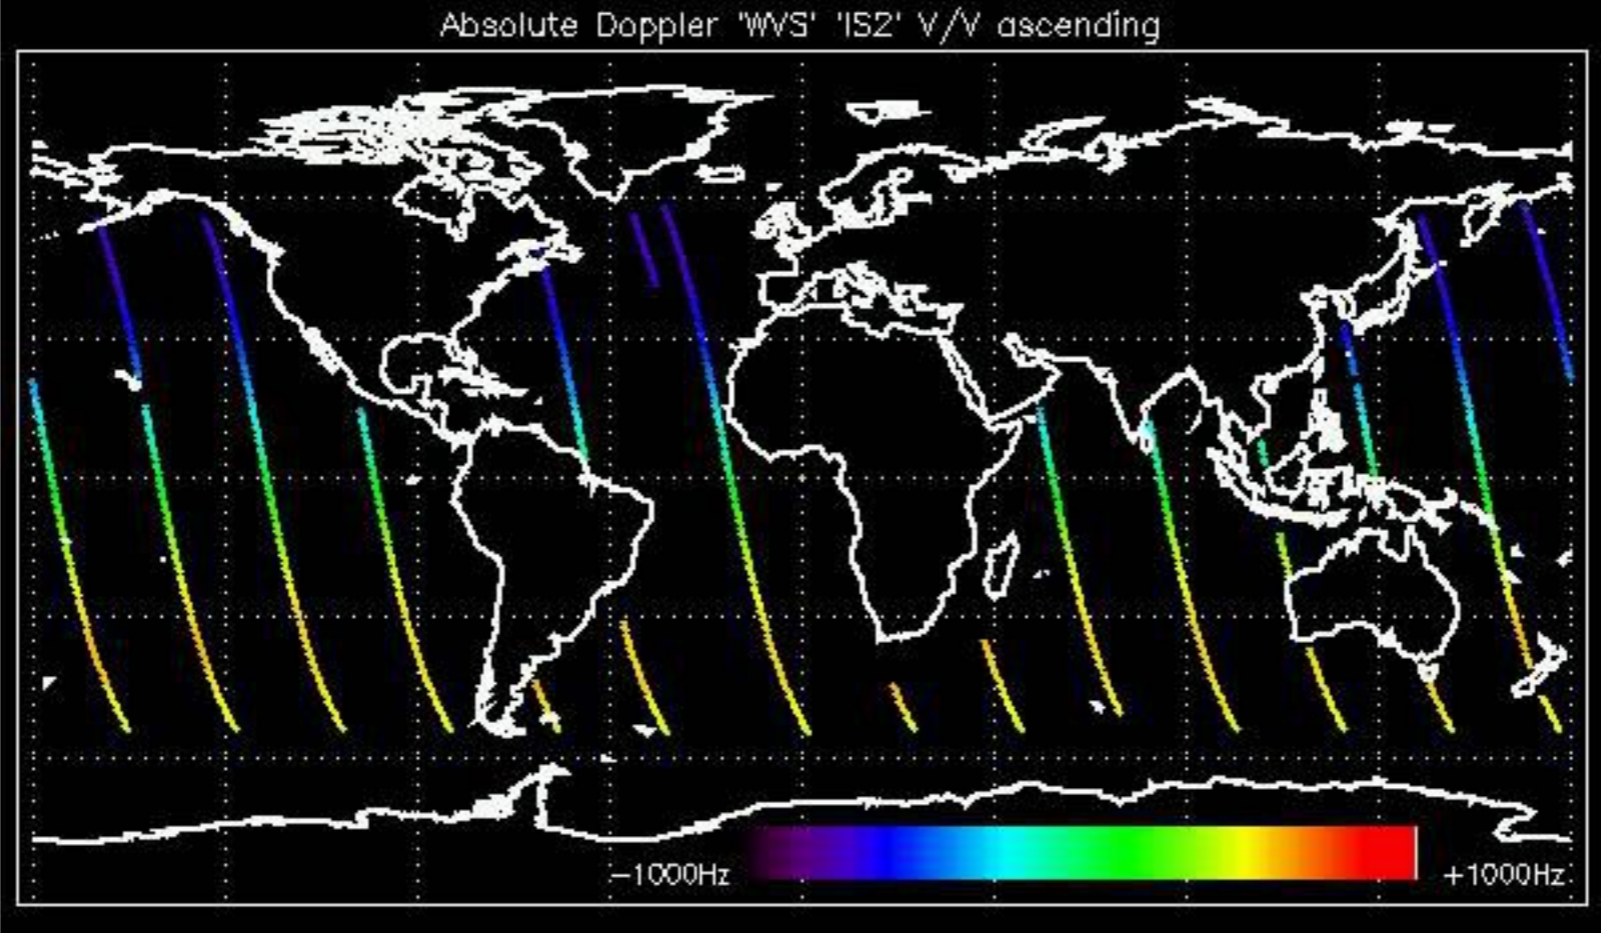 Absolute Doppler 'WVS' 'IS2' V/V ascending
-1000Hz +1000Hz